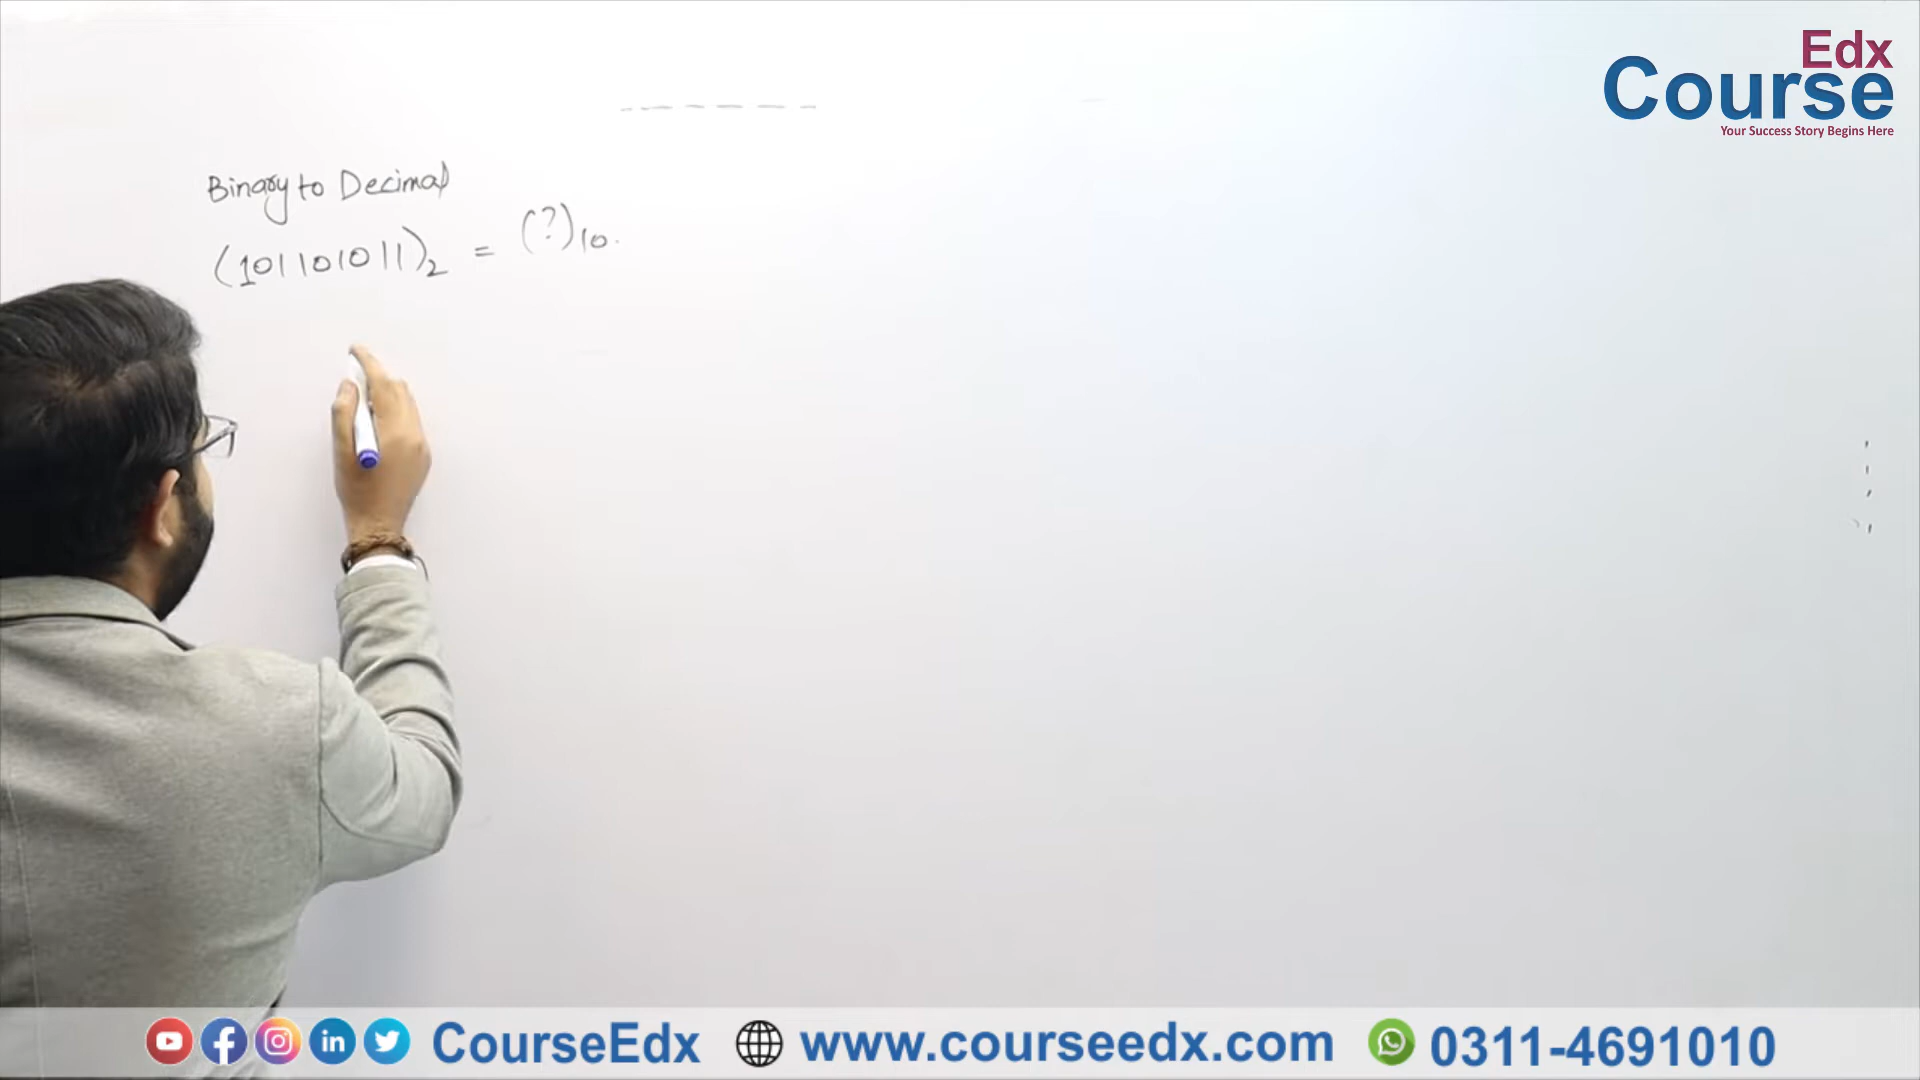 Edx
Course
Your Success Story Begins Here
Binary to Decimal
(101101011)2 = (?)10.
CourseEdx www.courseedx.com 0311-4691010